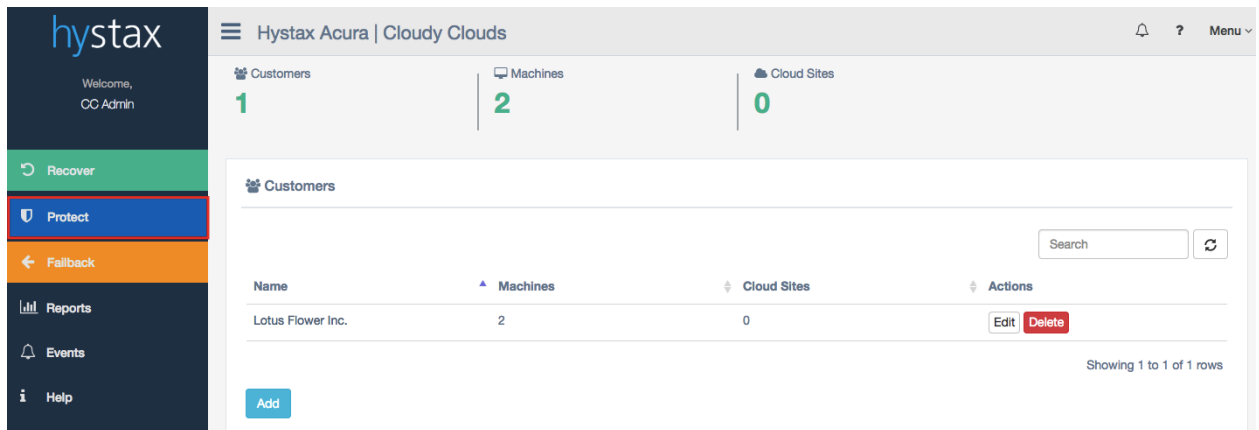 hystax
Welcome,
CC Admin
Recover
Protect
Failback
Reports
Events
Help
Hystax Acura | Cloudy Clouds
? Menu
Customers
1
Machines
2
Cloud Sites
0
Customers
Search
Name Machines Cloud Sites Actions
Lotus Flower Inc. 2 0 Edit Delete
Showing 1 to 1 of 1 rows
Add